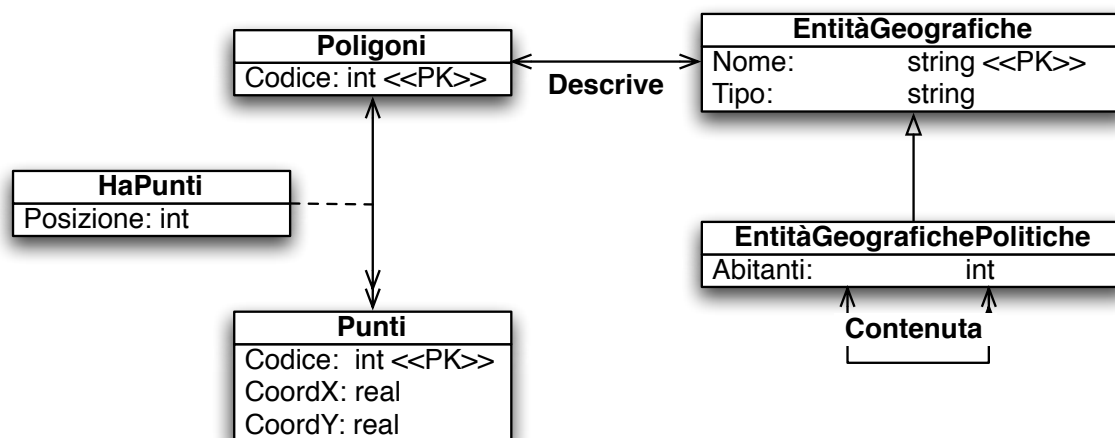 Poligoni
Codice: int <<PK>>
Descrive
EntitàGeografiche
Nome: string <<PK>>
Tipo: string
HaPunti
Posizione: int
EntitàGeografichePolitiche
Abitanti: int
Contenuta
Punti
Codice: int <<PK>>
CoordX: real
CoordY: real